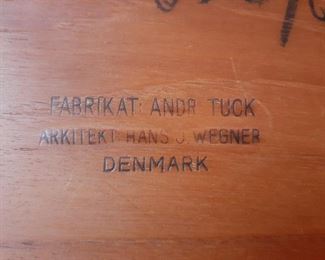 FABRIKAT: ANDR TUCK
ARKITEKT HANS J. WEGNER
DENMARK